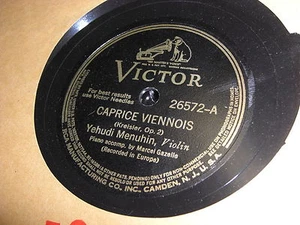 VICTOR
For best results
use Victor Needles
26572-A
CAPRICE VIENNOIS
(Kreisler, Op. 2)
Yehudi Menuhin, Violin
Piano accomp. by Marcel Gazelle
(Recorded in Europe)
RCA MANUFACTURING CO. INC. CAMDEN, N. J., U. S. A.